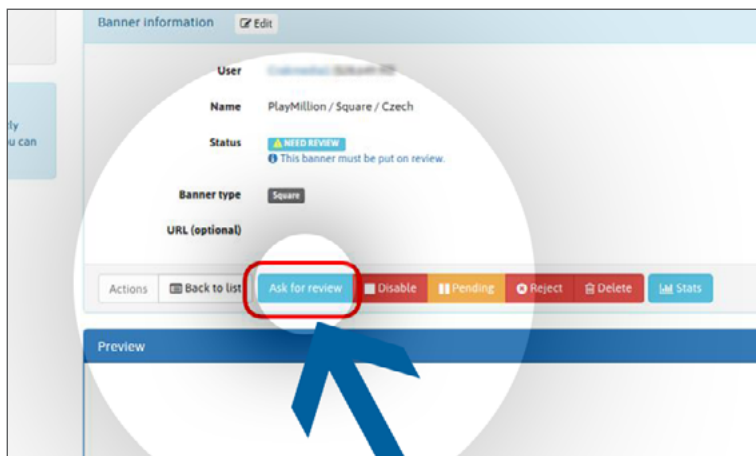 Banner information Edit
User
ly
Name PlayMillion / Square / Czech
u can
Status NEED REVIEW
This banner must be put on review.
Banner type Square
URL (optional)
Actions Back to list Ask for review Disable Pending Reject Delete Stats
Preview